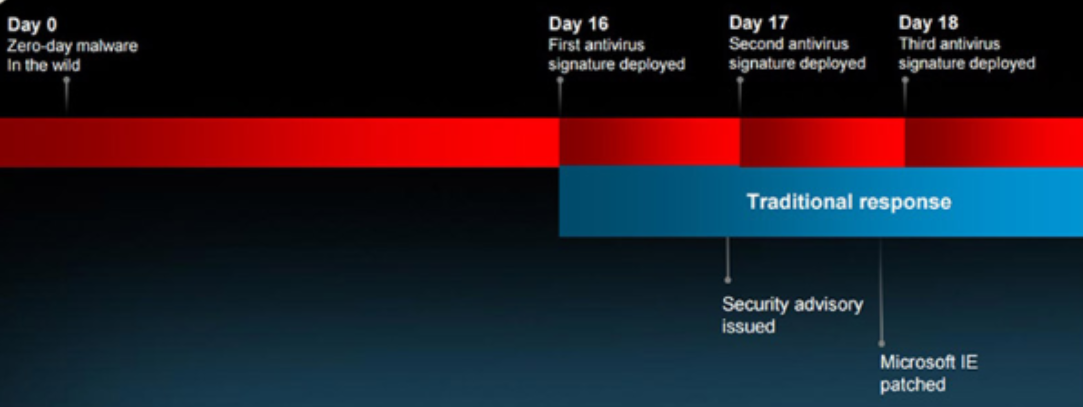 Day 0
Zero-day malware
In the wild
Day 16
First antivirus
signature deployed
Day 17
Second antivirus
signature deployed
Day 18
Third antivirus
signature deployed
Traditional response
Security advisory
issued
Microsoft IE
patched